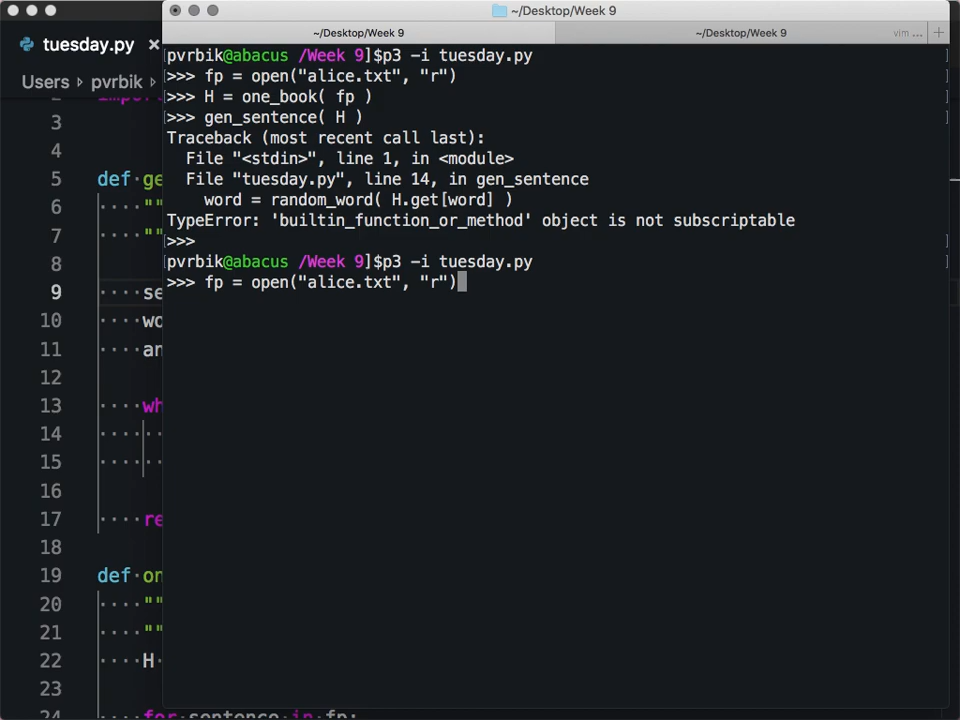 ~/Desktop/Week 9
tuesday.py ×
~/Desktop/Week 9
~/Desktop/Week 9
vim ...
+
Users
pvrbik
pvrbik@abacus /Week 9]$p3 -i tuesday.py
>>> fp = open("alice.txt", "r")
>>> H = one_book( fp )
>>> gen_sentence( H )
Traceback (most recent call last):
File "<stdin>", line 1, in <module>
File "tuesday.py", line 14, in gen_sentence
word = random_word( H.get[word] )
TypeError: 'builtin_function_or_method' object is not subscriptable
>>>
pvrbik@abacus /Week 9]$p3 -i tuesday.py
>>> fp = open("alice.txt", "r")
3
4
5 def ge
6 ····""
7 ····""
8
9 ····se
10 ····wo
11 ····an
12
13 ····wh
14 ····
15 ····
16
17 ····re
18
19 def·on
20 ····""
21 ····""
22 ····H·
23
24 ····for·sentence·in·fp: